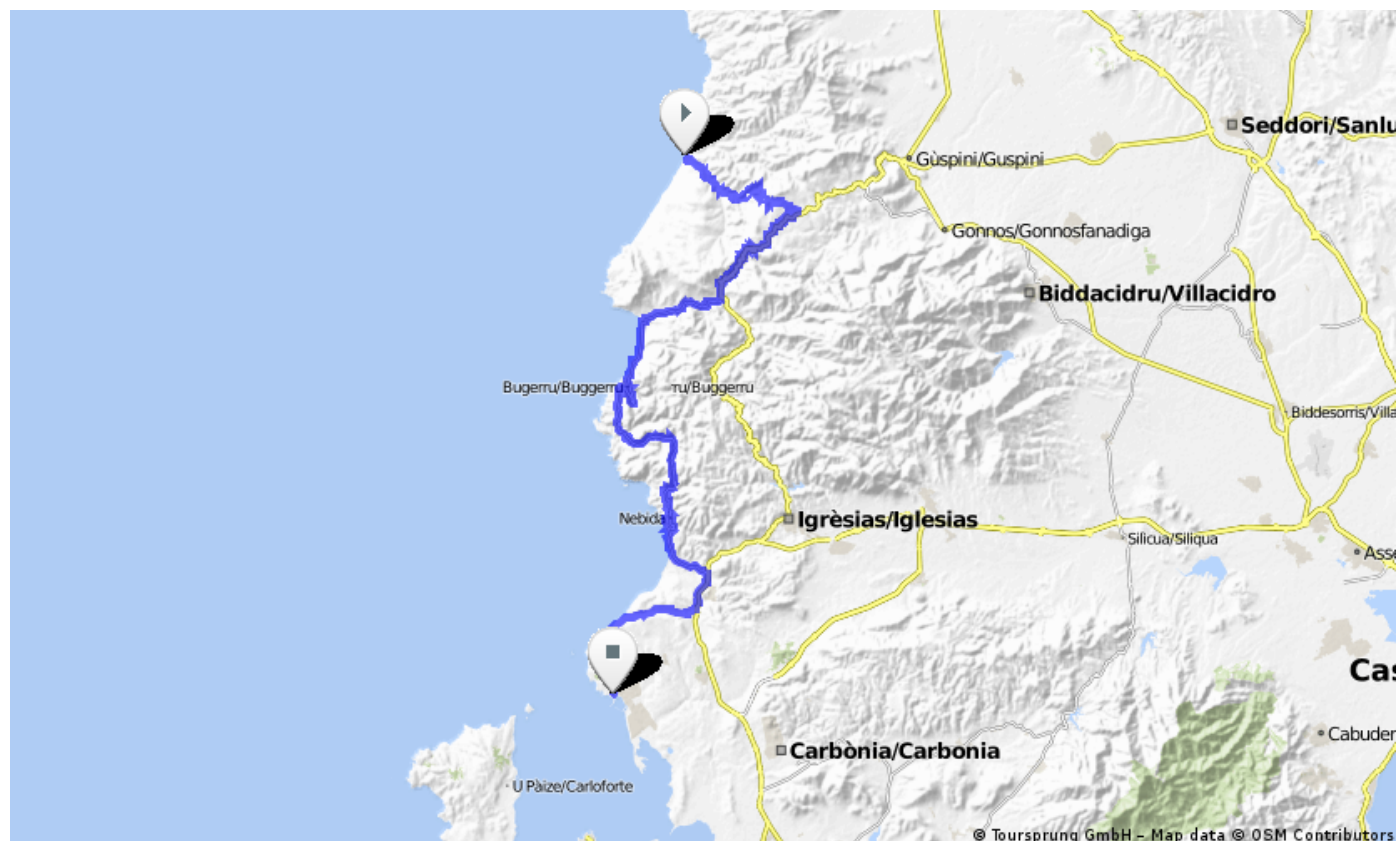 Seddori/Sanlu
Gùspini/Guspini
Gonnos/Gonnosfanadiga
Biddacidru/Villacidro
Bugerru/Buggerru
ru/Buggerru
Biddesorris/Villa
Nebida
Igrèsias/Iglesias
Silicua/Siliqua
Asse
Cas
Cabuder
Carbònia/Carbonia
U Pàize/Carloforte
© Toursprung GmbH – Map data © OSM Contributors